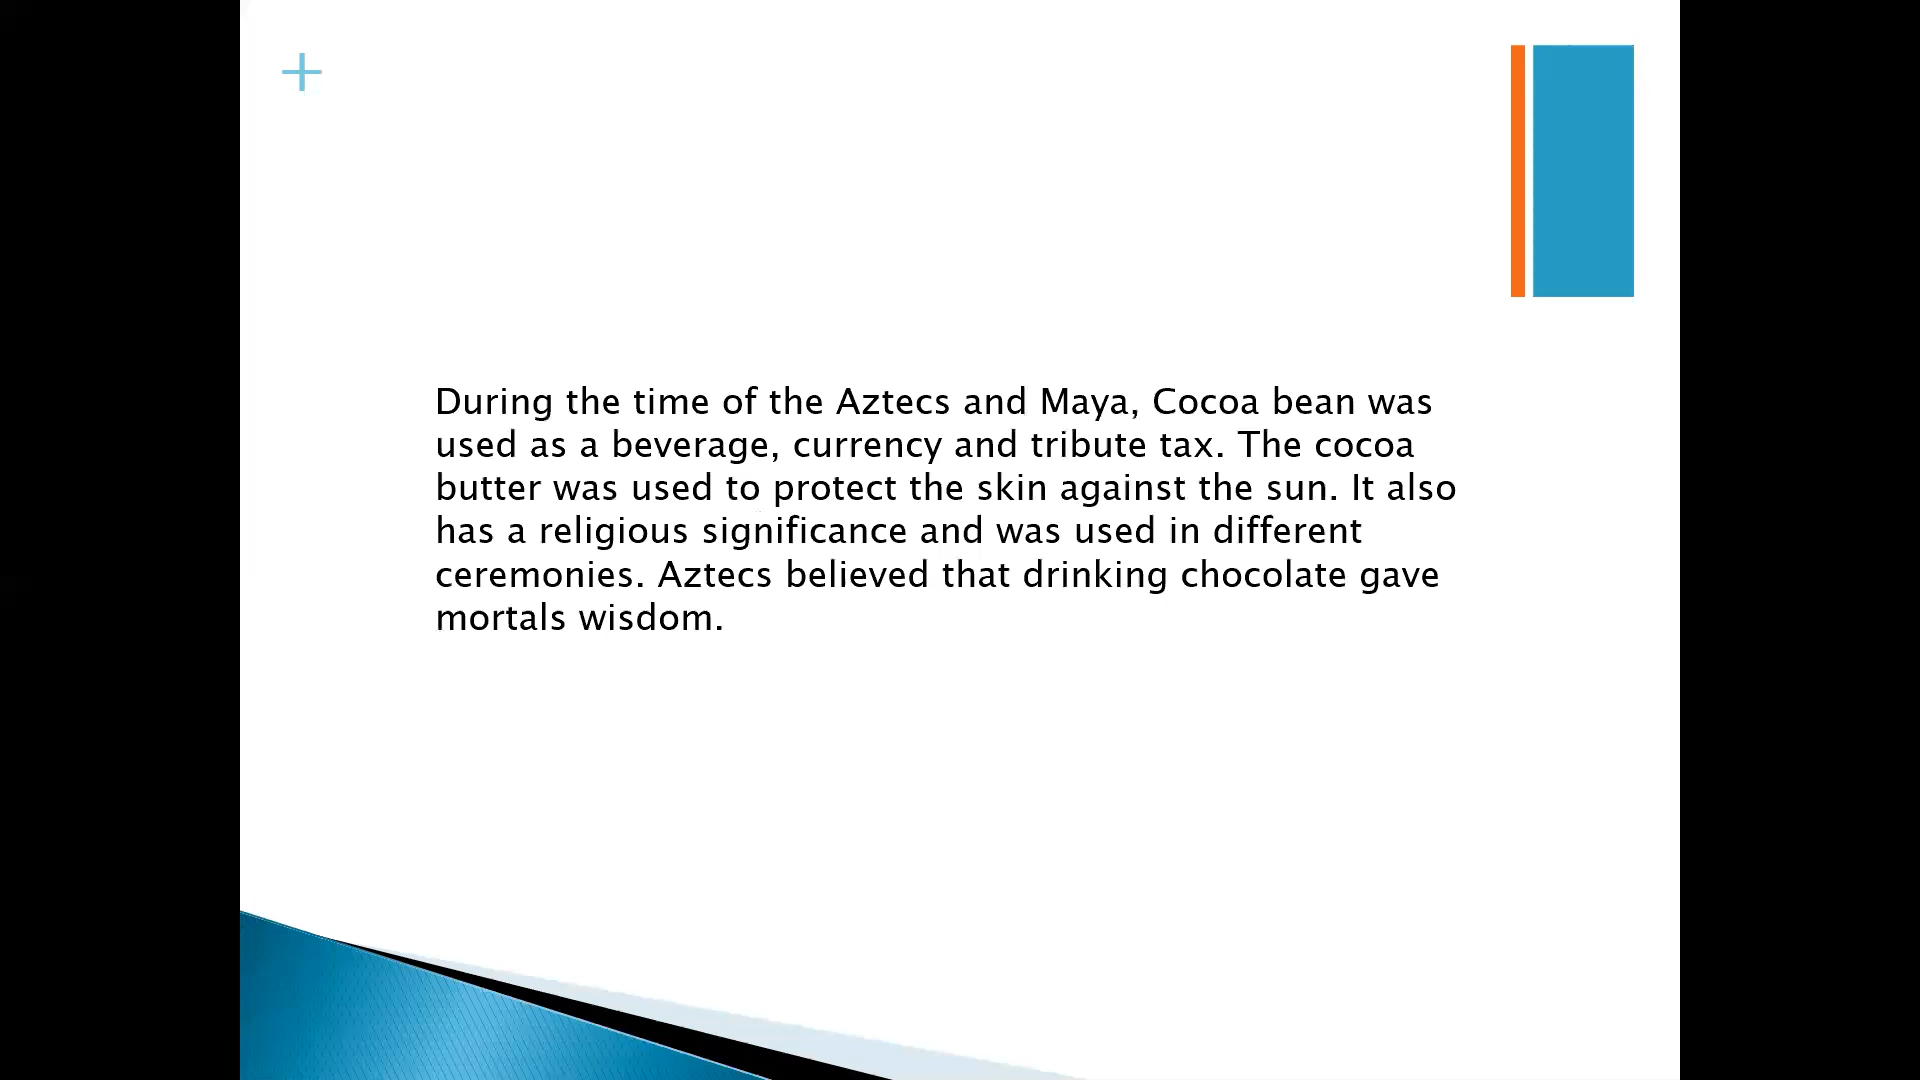 During the time of the Aztecs and Maya, Cocoa bean was
used as a beverage, currency and tribute tax. The cocoa
butter was used to protect the skin against the sun. It also
has a religious significance and was used in different
ceremonies. Aztecs believed that drinking chocolate gave
mortals wisdom.